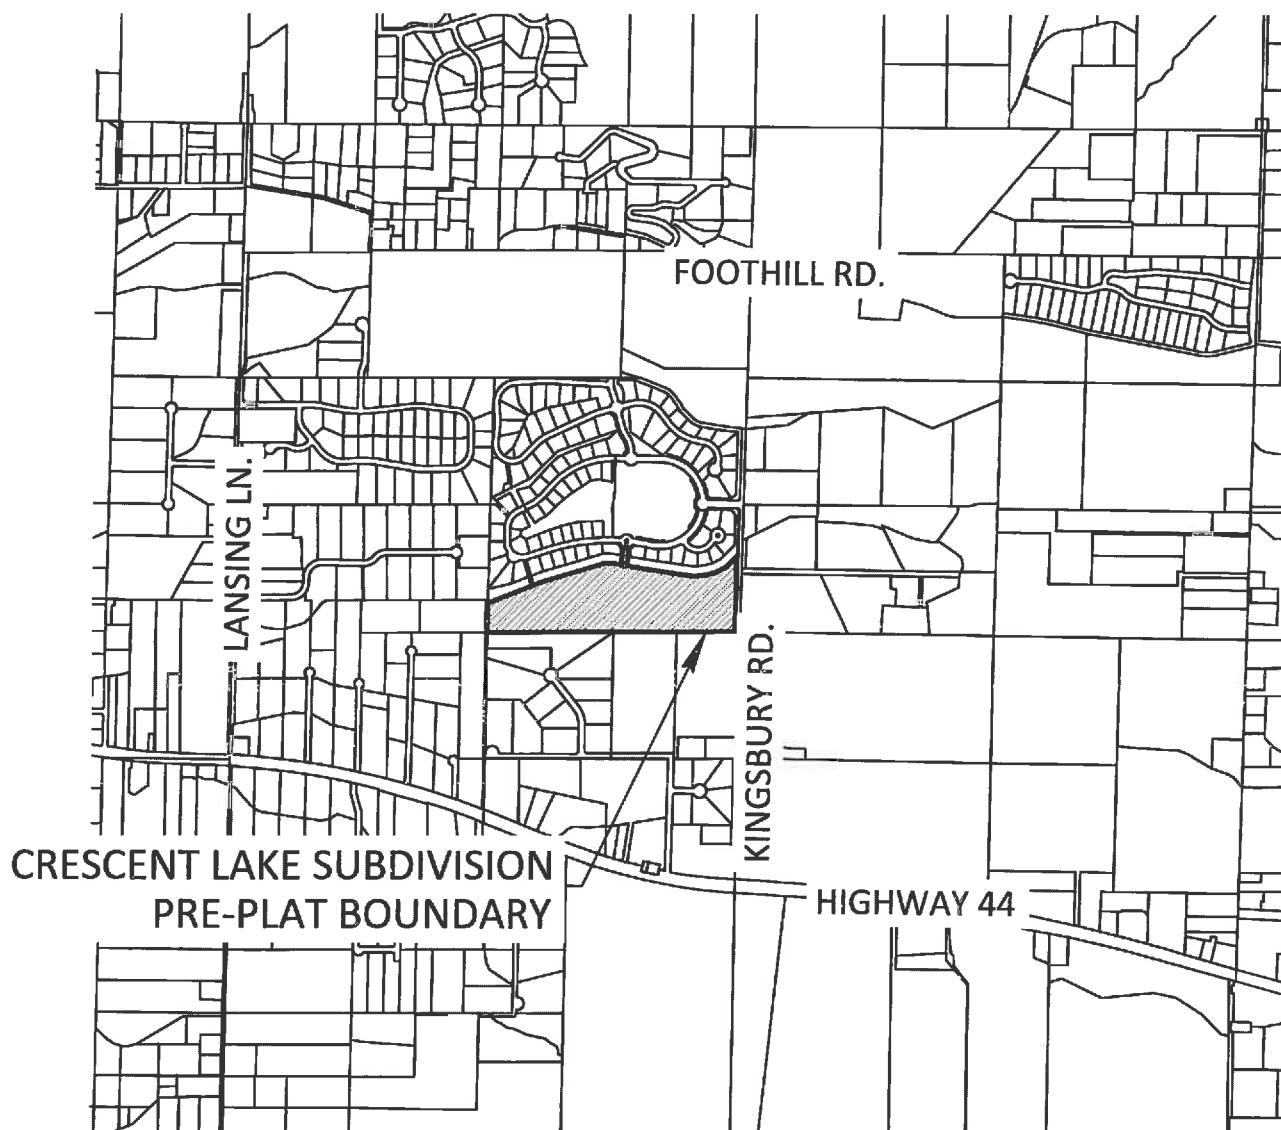 FOOTHILL RD.
LANSING LN.
KINGSBURY RD.
CRESCENT LAKE SUBDIVISION
PRE-PLAT BOUNDARY
HIGHWAY 44